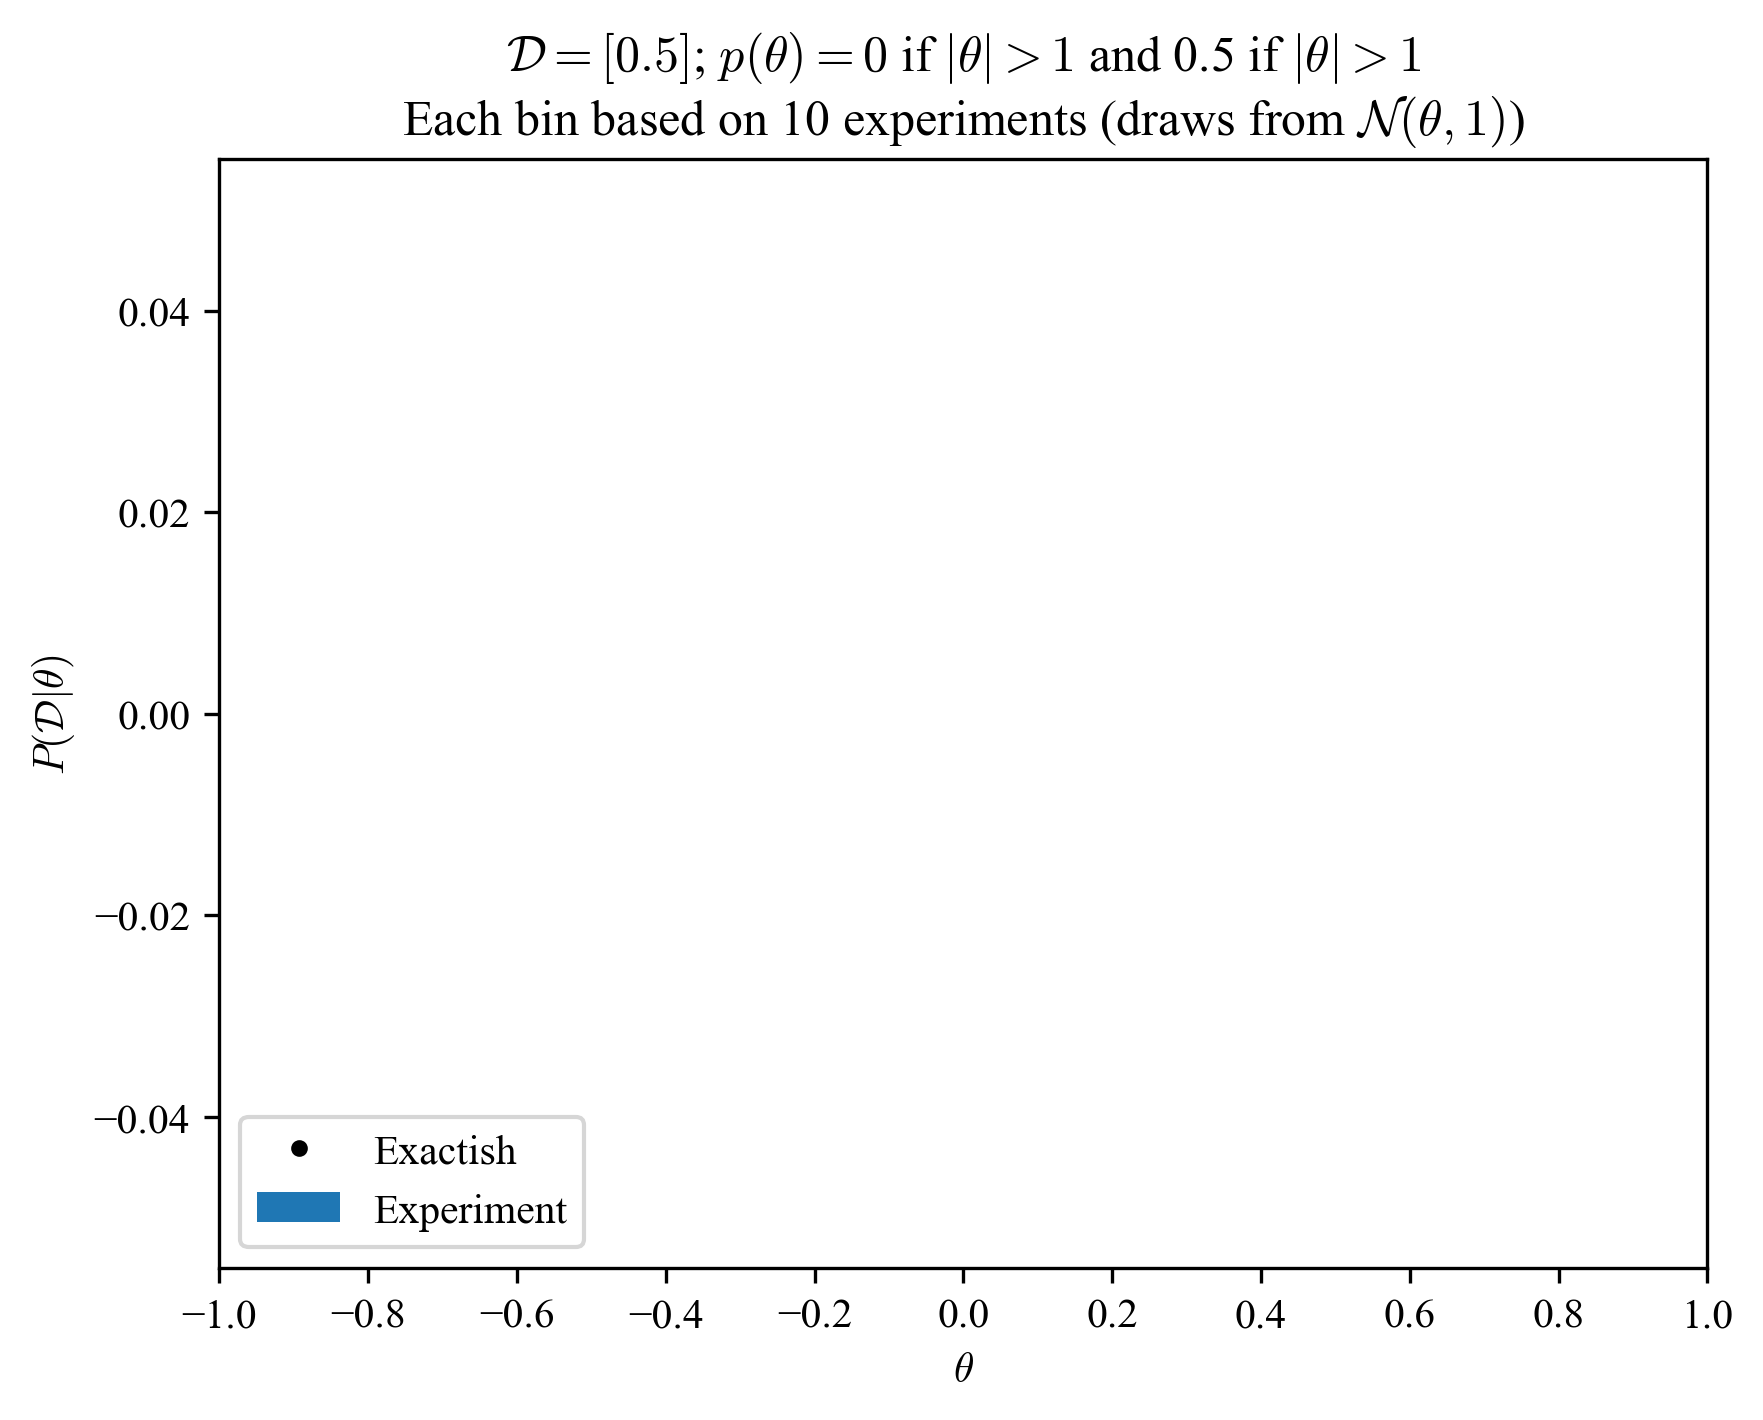 𝒟 = [0.5]; p(θ) = 0 if |θ| > 1 and 0.5 if |θ| > 1
Each bin based on 10 experiments (draws from 𝒩(θ, 1))
0.04
0.02
0.00
−0.02
−0.04
P(𝒟|θ)
Exactish
Experiment
−1.0 −0.8 −0.6 −0.4 −0.2 0.0 0.2 0.4 0.6 0.8 1.0
θ